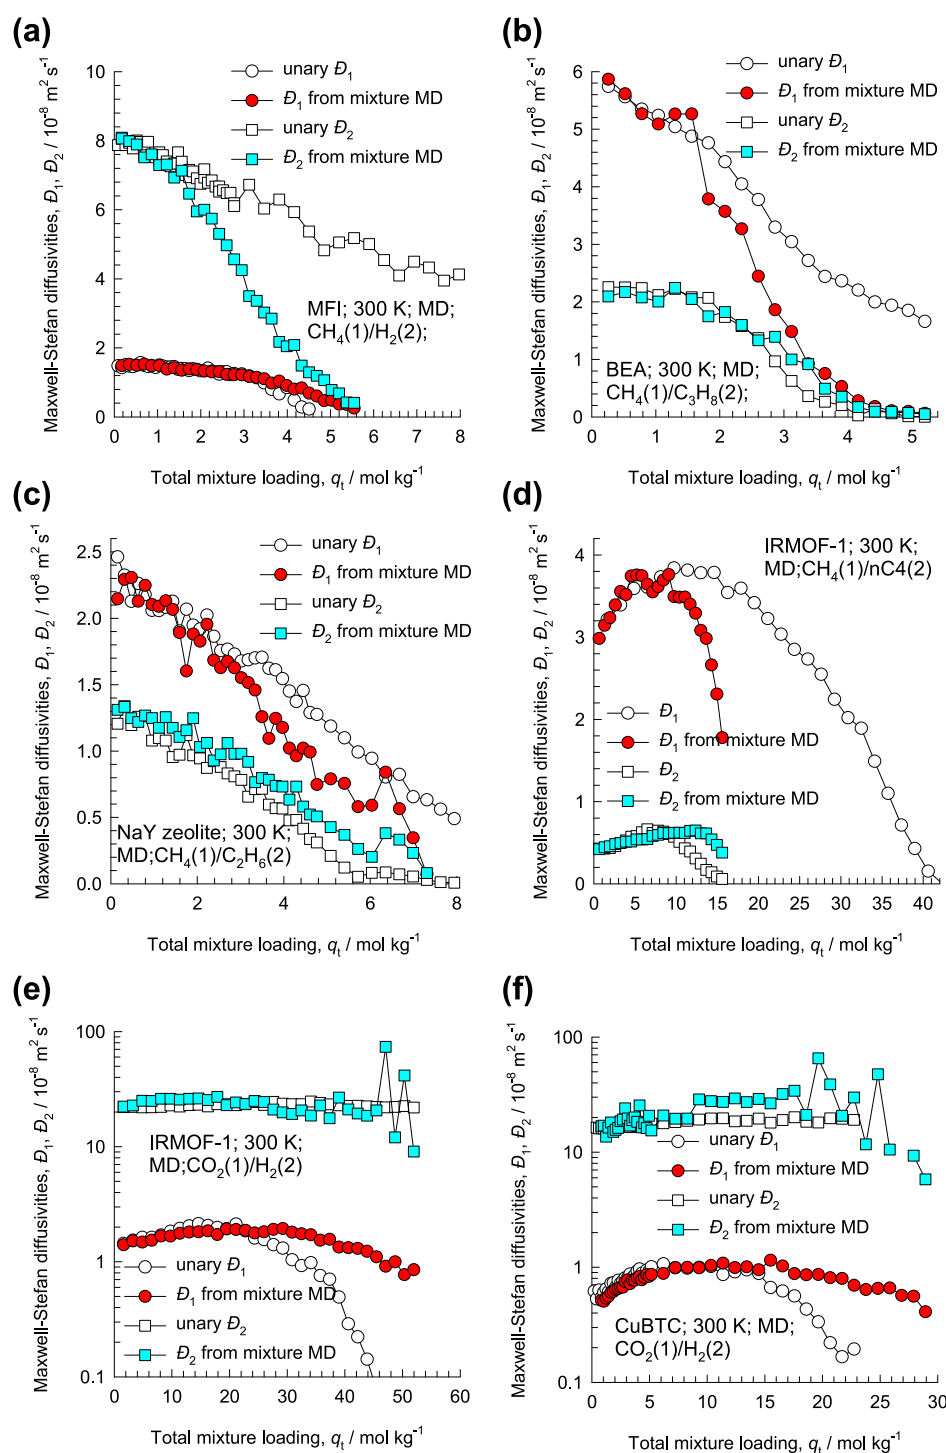 (a)
Maxwell-Stefan diffusivities, Đ1, Đ2 / 10-8 m2 s-1
unary Đ1
Đ1 from mixture MD
unary Đ2
Đ2 from mixture MD
10
8
6
4
2
0
MFI; 300 K; MD;
CH4(1)/H2(2);
0 1 2 3 4 5 6 7 8
Total mixture loading, qt / mol kg-1
(b)
Maxwell-Stefan diffusivities, Đ1, Đ2 / 10-8 m2 s-1
unary Đ1
Đ1 from mixture MD
unary Đ2
Đ2 from mixture MD
6
5
4
3
2
1
0
BEA; 300 K; MD;
CH4(1)/C3H8(2);
0 1 2 3 4 5
Total mixture loading, qt / mol kg-1
(c)
Maxwell-Stefan diffusivities, Đ1, Đ2 / 10-8 m2 s-1
unary Đ1
Đ1 from mixture MD
unary Đ2
Đ2 from mixture MD
2.5
2.0
1.5
1.0
0.5
0.0
NaY zeolite; 300 K;
MD;CH4(1)/C2H6(2)
0 2 4 6 8
Total mixture loading, qt / mol kg-1
(d)
Maxwell-Stefan diffusivities, Đ1, Đ2 / 10-8 m2 s-1
IRMOF-1; 300 K;
MD;CH4(1)/nC4(2)
4
3
2
1
0
Đ1
Đ1 from mixture MD
Đ2
Đ2 from mixture MD
0 5 10 15 20 25 30 35 40
Total mixture loading, qt / mol kg-1
(e)
Maxwell-Stefan diffusivities, Đ1, Đ2 / 10-8 m2 s-1
100
10
1
0.1
IRMOF-1; 300 K;
MD;CO2(1)/H2(2)
unary Đ1
Đ1 from mixture MD
unary Đ2
Đ2 from mixture MD
0 10 20 30 40 50 60
Total mixture loading, qt / mol kg-1
(f)
Maxwell-Stefan diffusivities, Đ1, Đ2 / 10-8 m2 s-1
100
10
1
0.1
unary Đ1
Đ1 from mixture MD
unary Đ2
Đ2 from mixture MD
CuBTC; 300 K; MD;
CO2(1)/H2(2)
0 5 10 15 20 25 30
Total mixture loading, qt / mol kg-1